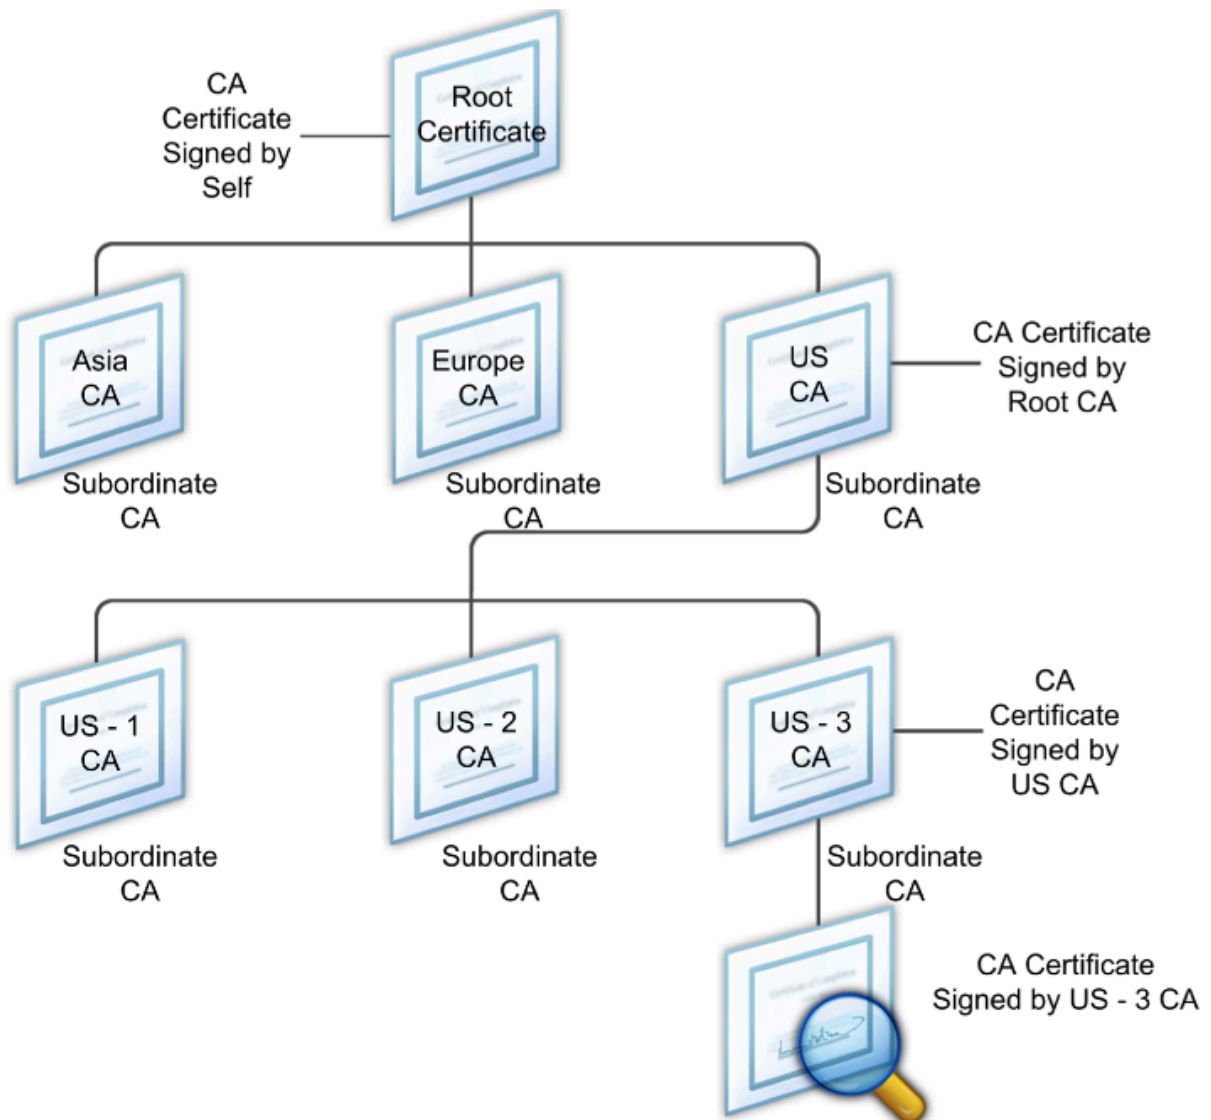 CA
Certificate
Signed by
Self
Root
Certificate
Asia
CA
Europe
CA
US
CA
CA Certificate
Signed by
Root CA
Subordinate
CA
Subordinate
CA
Subordinate
CA
US - 1
CA
US - 2
CA
US - 3
CA
CA
Certificate
Signed by
US CA
Subordinate
CA
Subordinate
CA
Subordinate
CA
CA Certificate
Signed by US - 3 CA